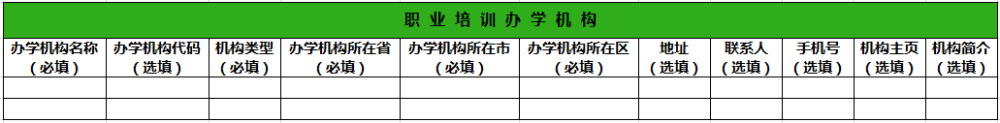 职 业 培 训 办 学 机 构
办学机构名称 办学机构代码 机构类型 办学机构所在省 办学机构所在市 办学机构所在区 地址 联系人 手机号 机构主页 机构简介
（必填） （选填） （必填） （必填） （必填） （必填） （选填） （选填） （选填） （选填） （选填）